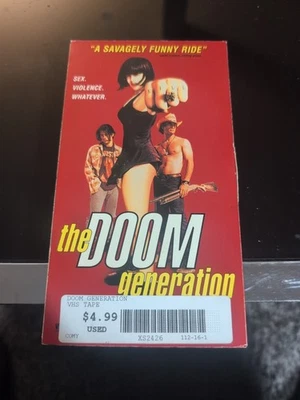 "A SAVAGELY FUNNY RIDE"
SEX.
VIOLENCE.
WHATEVER.
the DOOM
generation
DOOM GENERATION
VHS TAPE
$4.99
USED
XS2426